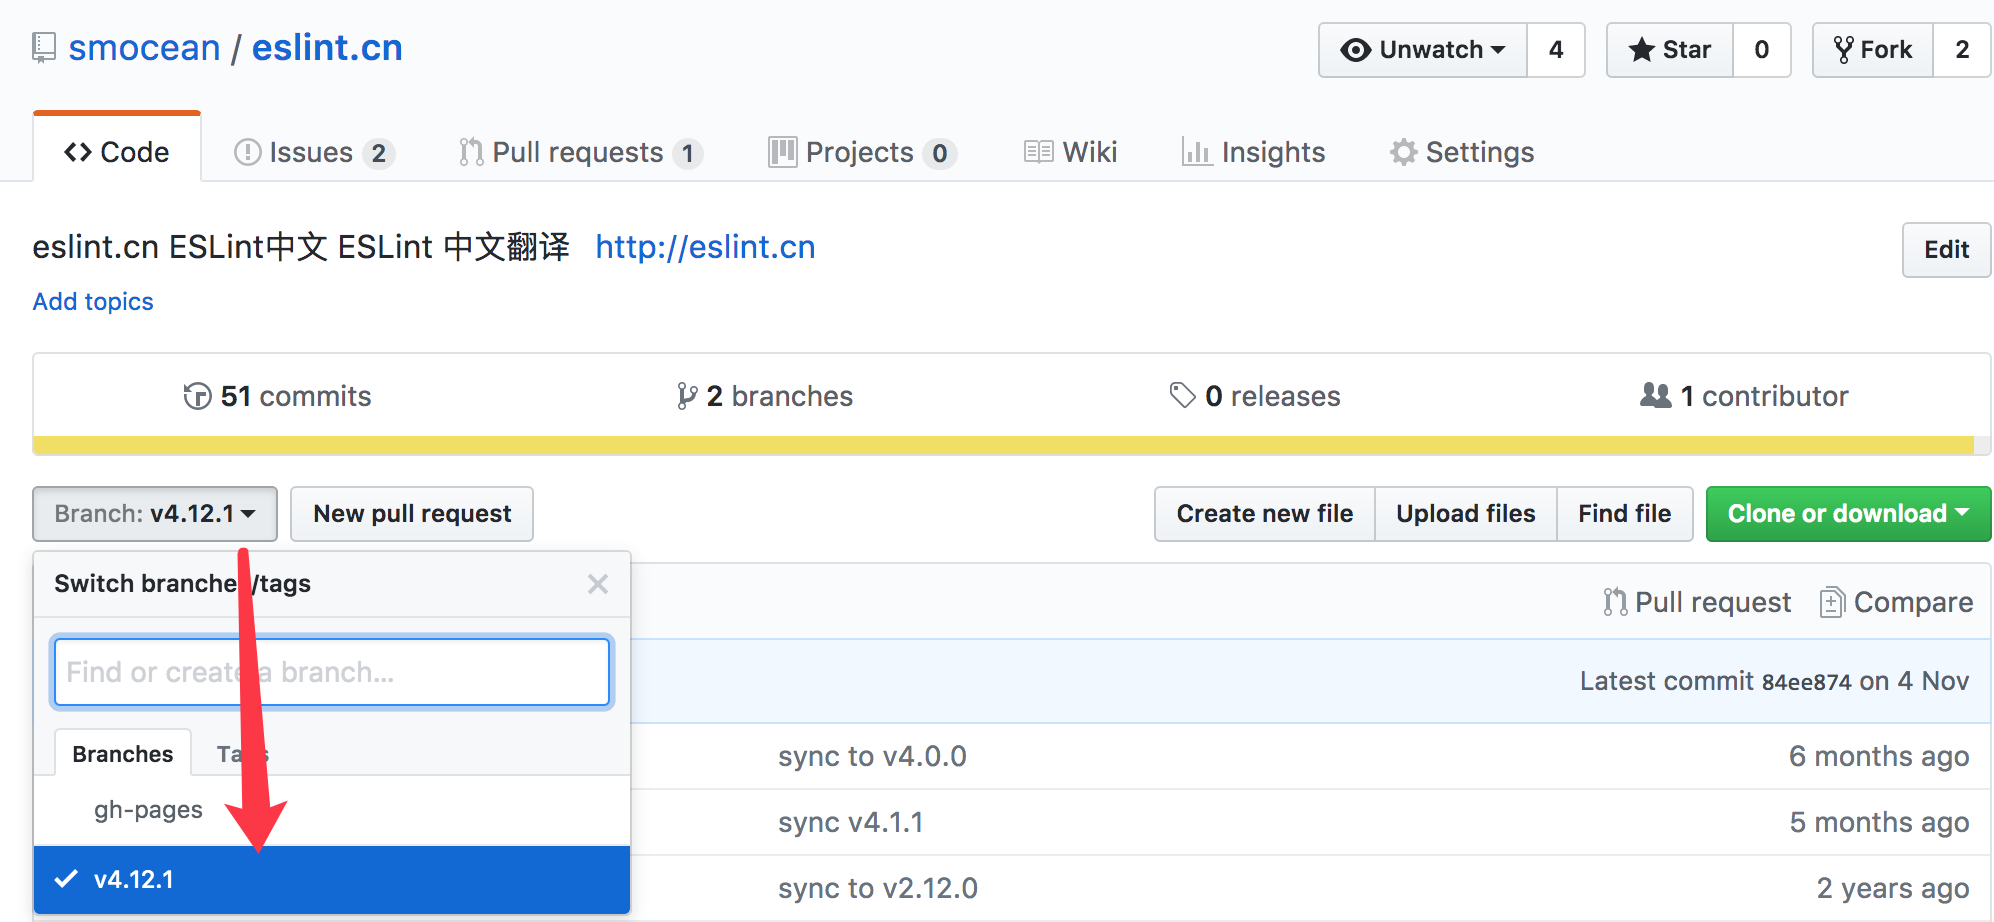 smocean / eslint.cn
Unwatch 4 Star 0 Fork 2
Code Issues 2 Pull requests 1 Projects 0 Wiki Insights Settings
eslint.cn ESLint中文 ESLint 中文翻译 http://eslint.cn
Edit
Add topics
51 commits 2 branches 0 releases 1 contributor
Branch: v4.12.1 New pull request Create new file Upload files Find file Clone or download
Switch branches/tags
Pull request Compare
Find or create a branch...
Latest commit 84ee874 on 4 Nov
Branches Tags
sync to v4.0.0 6 months ago
gh-pages
sync v4.1.1 5 months ago
v4.12.1
sync to v2.12.0 2 years ago